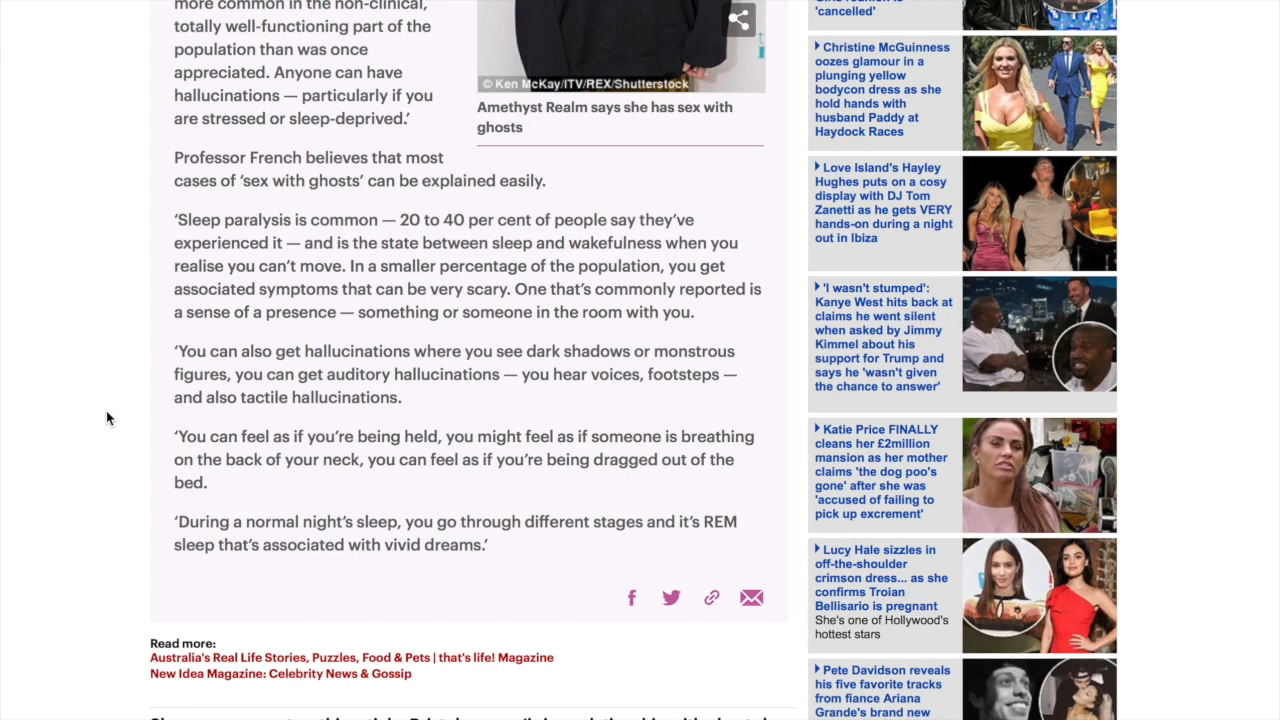 more common in the non-clinical,
totally well-functioning part of the
population than was once
appreciated. Anyone can have
hallucinations — particularly if you
are stressed or sleep-deprived.’
© Ken McKay/ITV/REX/Shutterstock
Amethyst Realm says she has sex with
ghosts
Professor French believes that most
cases of ‘sex with ghosts’ can be explained easily.
‘Sleep paralysis is common — 20 to 40 per cent of people say they’ve
experienced it — and is the state between sleep and wakefulness when you
realise you can’t move. In a smaller percentage of the population, you get
associated symptoms that can be very scary. One that’s commonly reported is
a sense of a presence — something or someone in the room with you.
‘You can also get hallucinations where you see dark shadows or monstrous
figures, you can get auditory hallucinations — you hear voices, footsteps —
and also tactile hallucinations.
‘You can feel as if you’re being held, you might feel as if someone is breathing
on the back of your neck, you can feel as if you’re being dragged out of the
bed.
‘During a normal night’s sleep, you go through different stages and it’s REM
sleep that’s associated with vivid dreams.’
Read more:
Australia's Real Life Stories, Puzzles, Food & Pets | that's life! Magazine
New Idea Magazine: Celebrity News & Gossip
'cancelled'
Christine McGuinness
oozes glamour in a
plunging yellow
bodycon dress as she
hold hands with
husband Paddy at
Haydock Races
Love Island's Hayley
Hughes puts on a cosy
display with DJ Tom
Zanetti as he gets VERY
hands-on during a night
out in Ibiza
'I wasn't stumped':
Kanye West hits back at
claims he went silent
when asked by Jimmy
Kimmel about his
support for Trump and
says he 'wasn't given
the chance to answer'
Katie Price FINALLY
cleans her £2million
mansion as her mother
claims 'the dog poo's
gone' after she was
'accused of failing to
pick up excrement'
Lucy Hale sizzles in
off-the-shoulder
crimson dress... as she
confirms Troian
Bellisario is pregnant
She's one of Hollywood's
hottest stars
Pete Davidson reveals
his five favorite tracks
from fiance Ariana
Grande's brand new